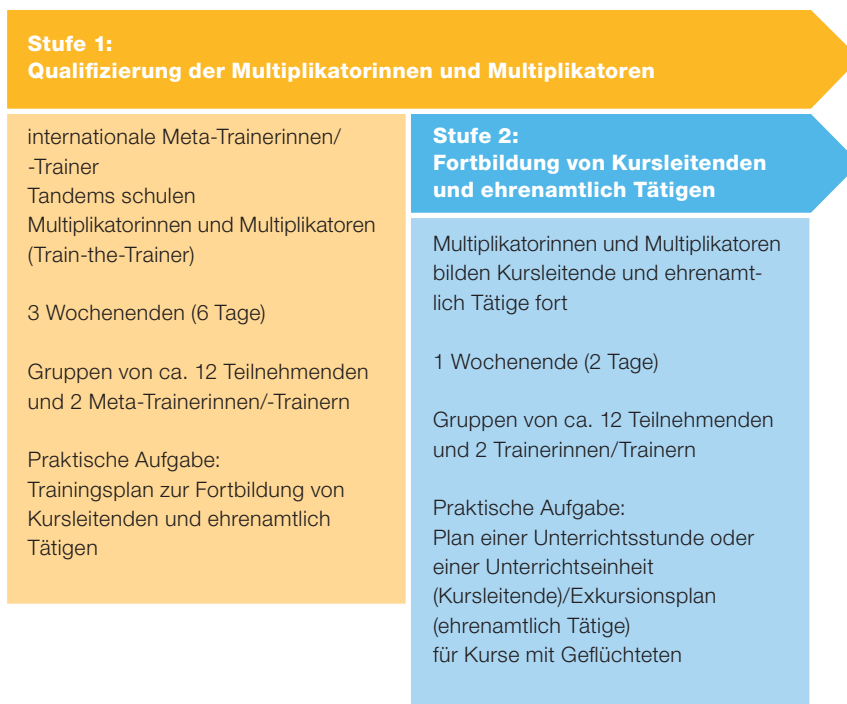 Stufe 1:
Qualifizierung der Multiplikatorinnen und Multiplikatoren
internationale Meta-Trainerinnen/
-Trainer
Tandems schulen
Multiplikatorinnen und Multiplikatoren
(Train-the-Trainer)
3 Wochenenden (6 Tage)
Gruppen von ca. 12 Teilnehmenden
und 2 Meta-Trainerinnen/-Trainern
Praktische Aufgabe:
Trainingsplan zur Fortbildung von
Kursleitenden und ehrenamtlich
Tätigen
Stufe 2:
Fortbildung von Kursleitenden
und ehrenamtlich Tätigen
Multiplikatorinnen und Multiplikatoren
bilden Kursleitende und ehrenamt-
lich Tätige fort
1 Wochenende (2 Tage)
Gruppen von ca. 12 Teilnehmenden
und 2 Trainerinnen/Trainern
Praktische Aufgabe:
Plan einer Unterrichtsstunde oder
einer Unterrichtseinheit
(Kursleitende)/Exkursionsplan
(ehrenamtlich Tätige)
für Kurse mit Geflüchteten